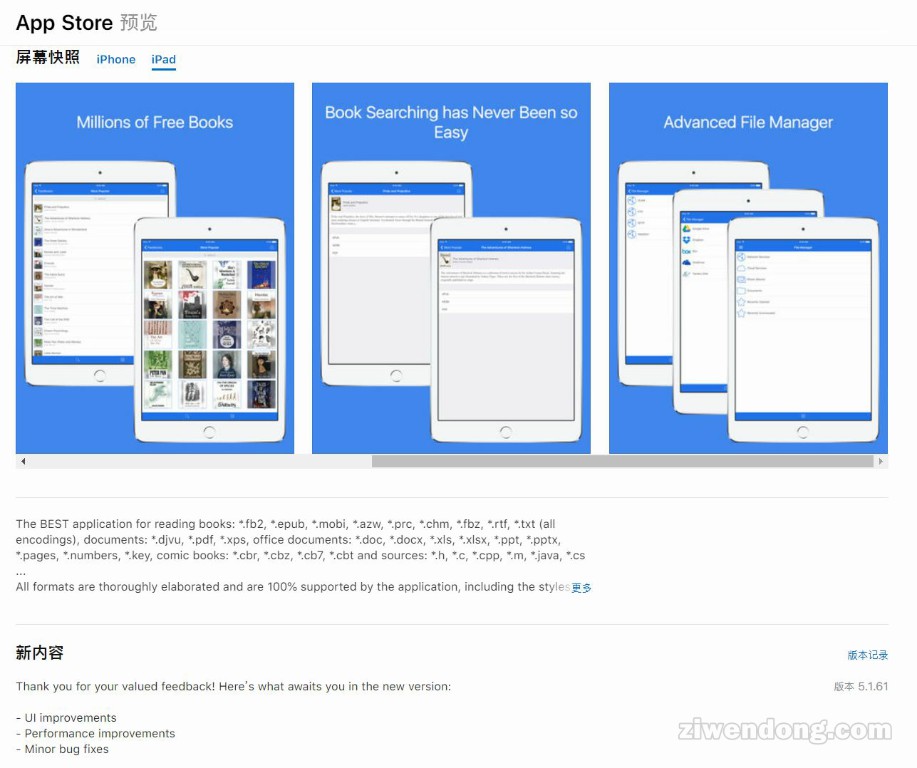 App Store 预览
屏幕快照 iPhone iPad
Millions of Free Books
Book Searching has Never Been so
Easy
Advanced File Manager
The BEST application for reading books: *.fb2, *.epub, *.mobi, *.azw, *.prc, *.chm, *.fbz, *.rtf, *.txt (all
encodings), documents: *.djvu, *.pdf, *.xps, office documents: *.doc, *.docx, *.xls, *.xlsx, *.ppt, *.pptx,
*.pages, *.numbers, *.key, comic books: *.cbr, *.cbz, *.cb7, *.cbt and sources: *.h, *.c, *.cpp, *.m, *.java, *.cs
...
All formats are thoroughly elaborated and are 100% supported by the application, including the styles 更多
新内容 版本记录
Thank you for your valued feedback! Here's what awaits you in the new version: 版本 5.1.61
- UI improvements
- Performance improvements
- Minor bug fixes
ziwendong.com